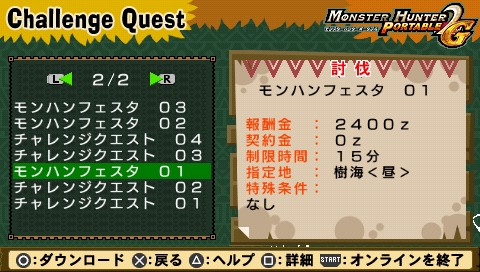 Challenge Quest
MONSTER HUNTER
PORTABLE 2nd G
L 2/2 R
モンハンフェスタ 03
モンハンフェスタ 02
チャレンジクエスト 04
チャレンジクエスト 03
モンハンフェスタ 01
チャレンジクエスト 02
チャレンジクエスト 01
討伐
モンハンフェスタ 01
報酬金 : 2400z
契約金 : 0z
制限時間: 15分
指定地 : 樹海<昼>
特殊条件:
なし
○:ダウンロード ×:戻る △:ヘルプ □:詳細 START:オンラインを終了